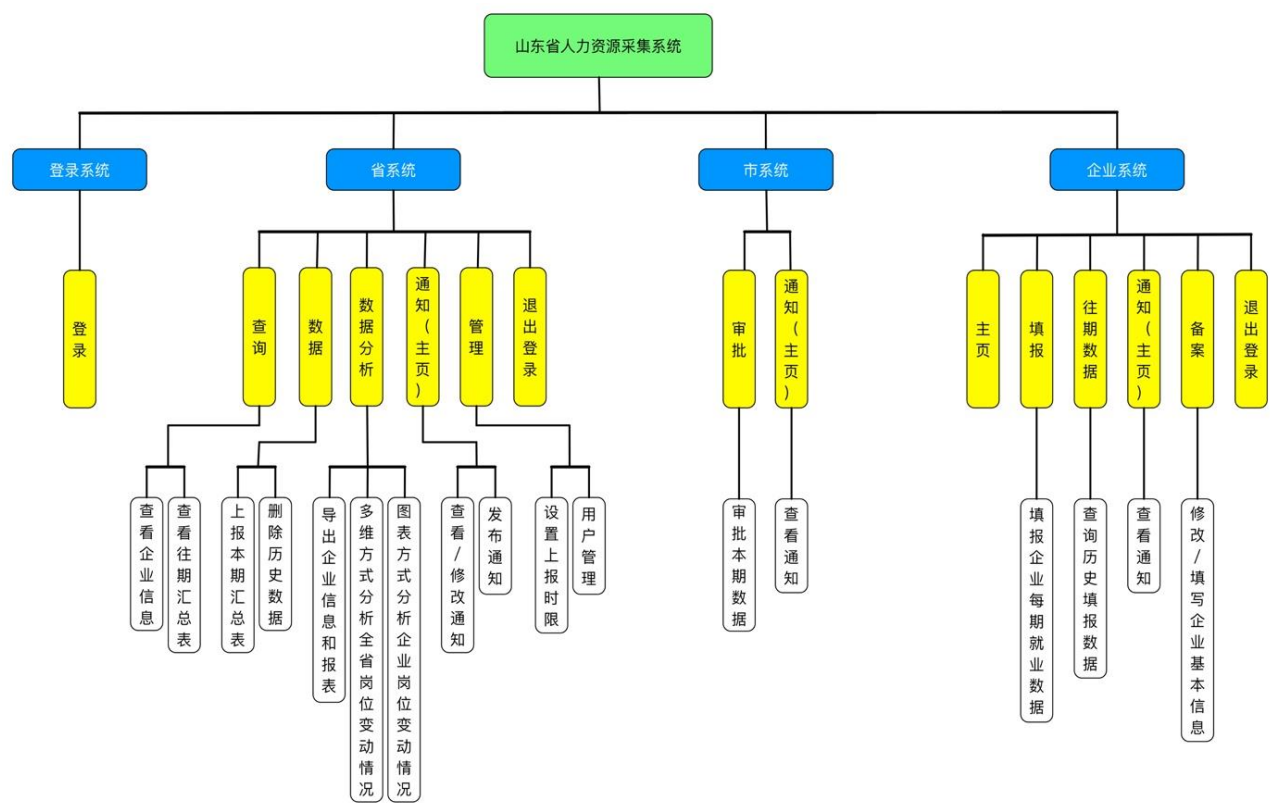 山东省人力资源采集系统
登录系统
省系统
市系统
企业系统
登录
查询
数据
数据分析
通知（主页）
管理
退出登录
审批
通知（主页）
主页
填报
往期数据
通知（主页）
备案
退出登录
查看企业信息
查看往期汇总表
上报本期汇总表
删除历史数据
导出企业信息和报表
多维方式分析全省岗位变动情况
图表方式分析企业岗位变动情况
查看/修改通知
发布通知
设置上报时限
用户管理
审批本期数据
查看通知
填报企业每期就业数据
查询历史填报数据
查看通知
修改/填写企业基本信息